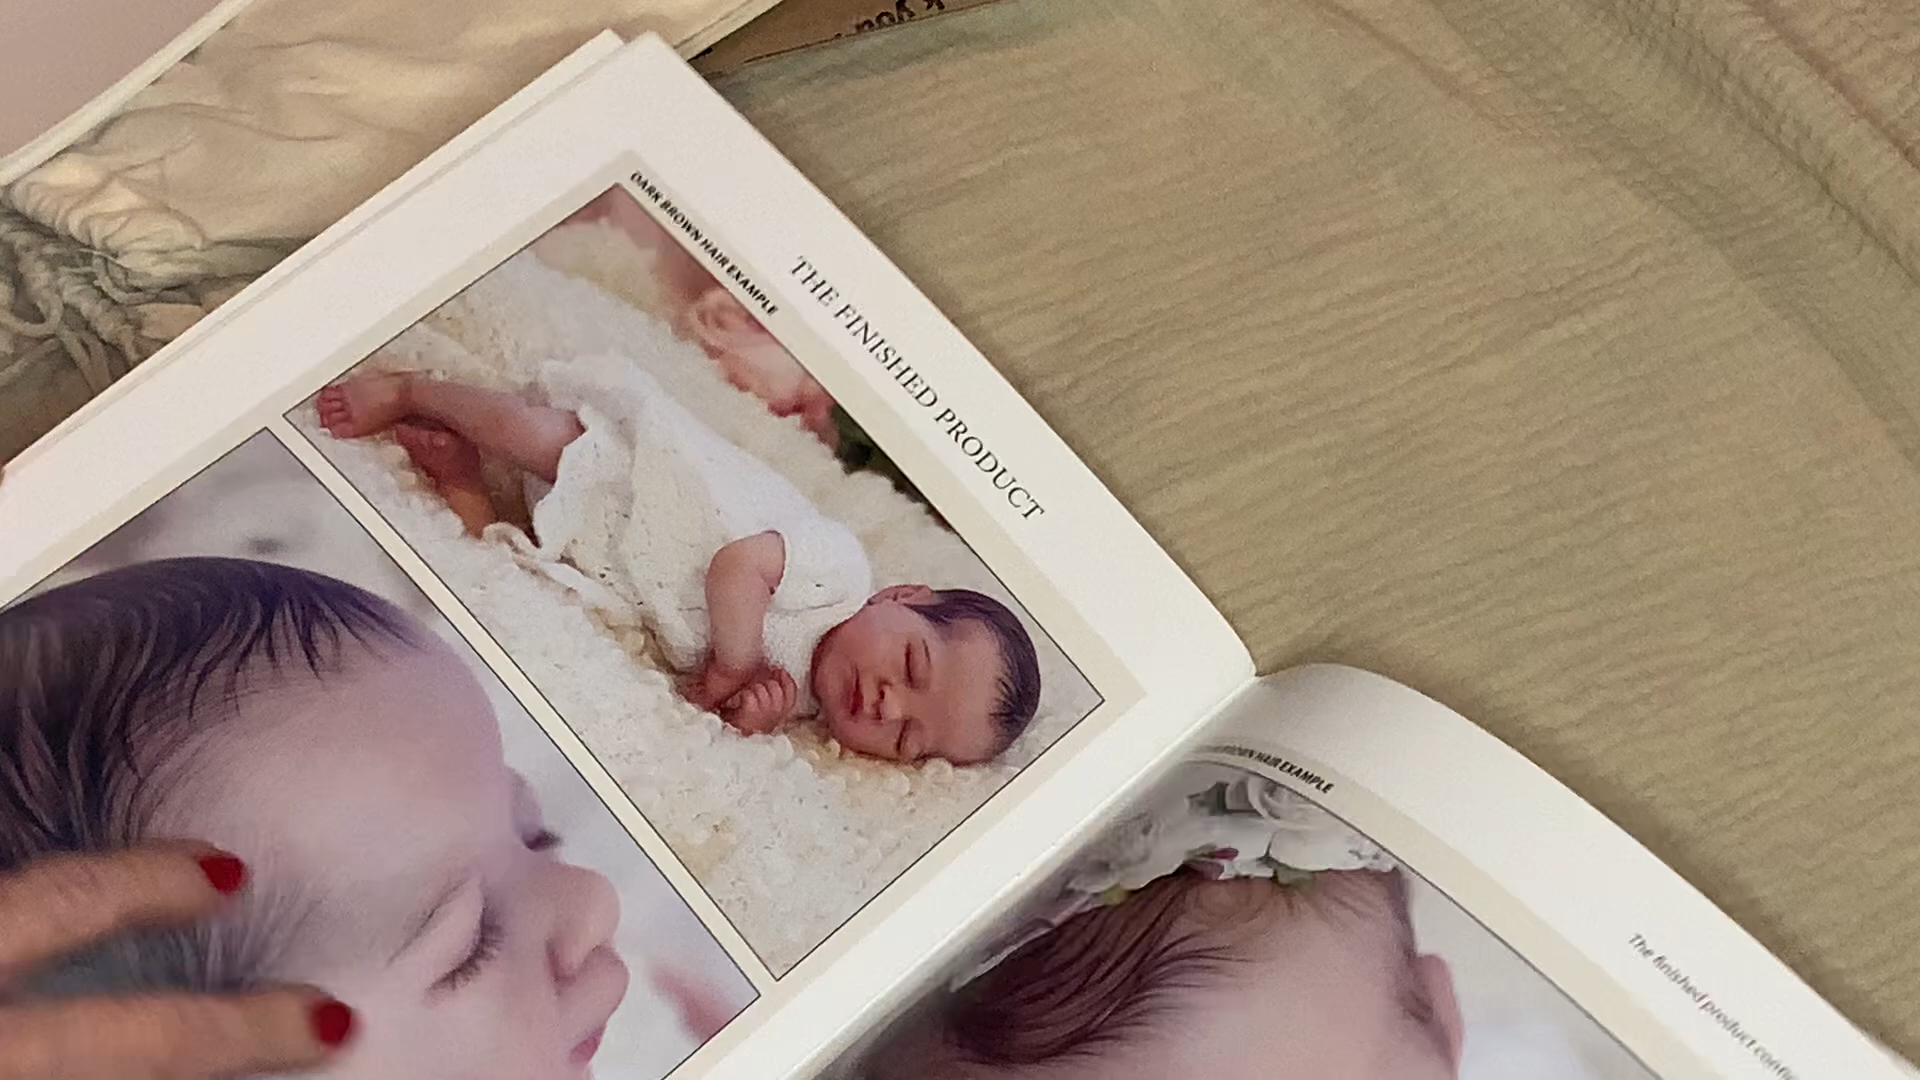 THE FINISHED PRODUCT
DARK BROWN HAIR EXAMPLE
HAIR EXAMPLE
The finished product